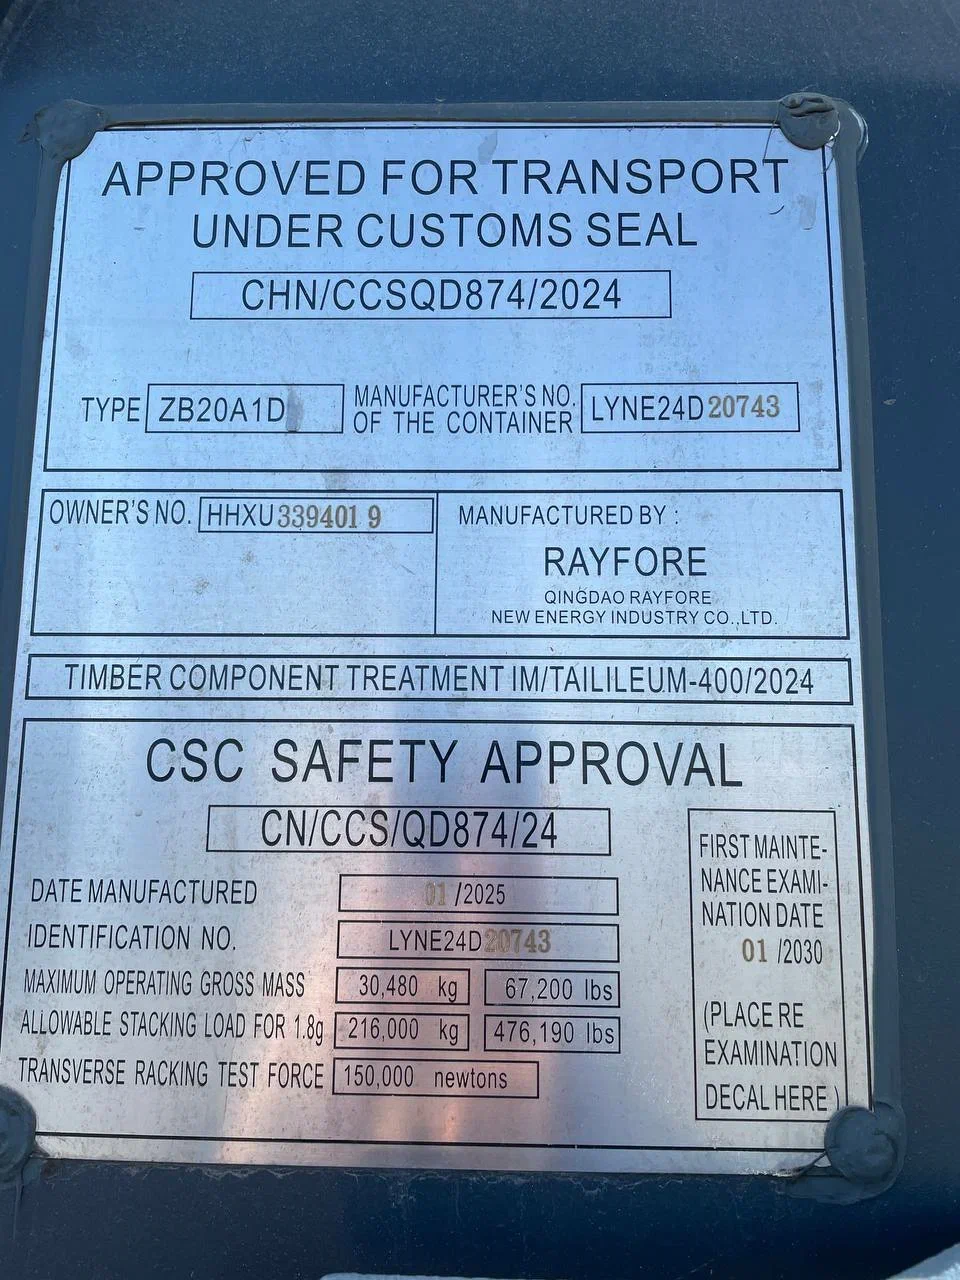 APPROVED FOR TRANSPORT
UNDER CUSTOMS SEAL
CHN/CCSQD874/2024
TYPE ZB20A1D MANUFACTURER'S NO. OF THE CONTAINER LYNE24D20743
OWNER'S NO. HHXU339401 9
MANUFACTURED BY :
RAYFORE
QINGDAO RAYFORE
NEW ENERGY INDUSTRY CO.,LTD.
TIMBER COMPONENT TREATMENT IM/TAILILEUM-400/2024
CSC SAFETY APPROVAL
CN/CCS/QD874/24
DATE MANUFACTURED 01 /2025
IDENTIFICATION NO. LYNE24D20743
MAXIMUM OPERATING GROSS MASS 30,480 kg 67,200 lbs
ALLOWABLE STACKING LOAD FOR 1.8g 216,000 kg 476,190 lbs
TRANSVERSE RACKING TEST FORCE 150,000 newtons
FIRST MAINTE-
NANCE EXAMI-
NATION DATE
01 /2030
(PLACE RE
EXAMINATION
DECAL HERE )